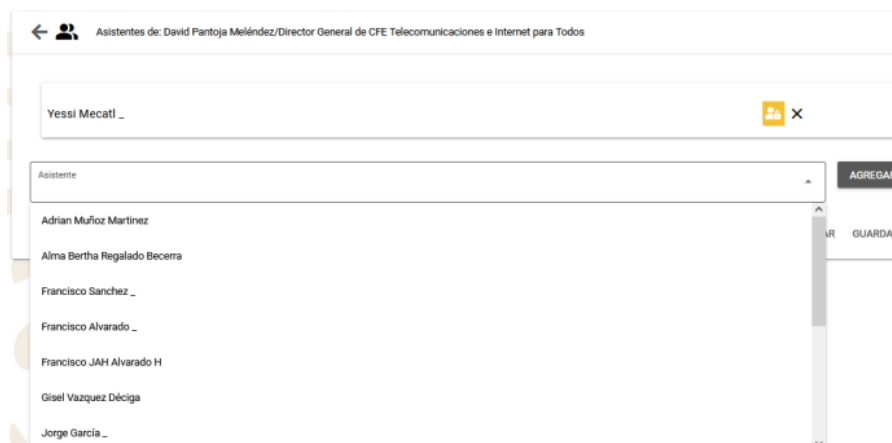 Asistentes de: David Pantoja Meléndez/Director General de CFE Telecomunicaciones e Internet para Todos
Yessi Mecatl _
Asistente
AGREGAR
Adrian Muñoz Martinez
AR GUARDA
Alma Bertha Regalado Becerra
Francisco Sanchez _
Francisco Alvarado _
Francisco JAH Alvarado H
Gisel Vazquez Déciga
Jorge García _